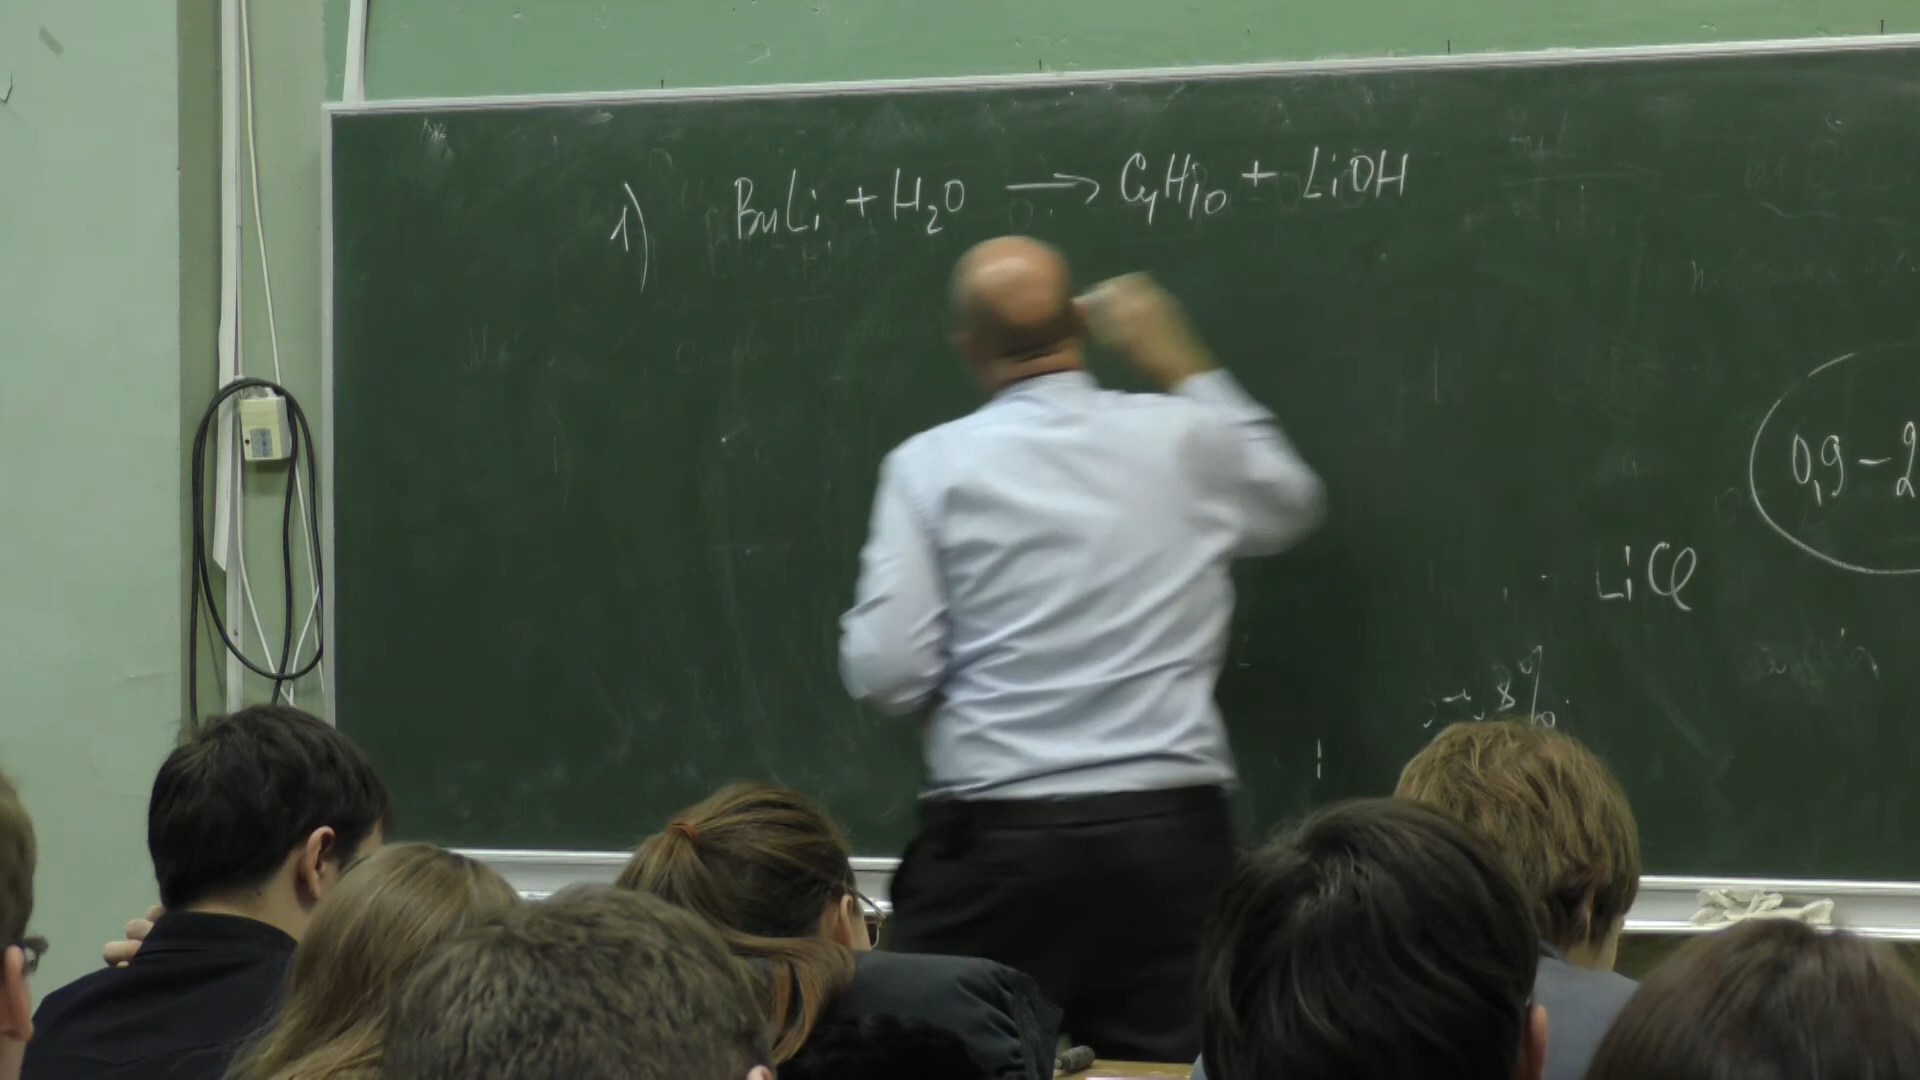 1) BuLi + H₂O → C₄H₁₀ + LiOH
0,9 – 2
LiCl
8%